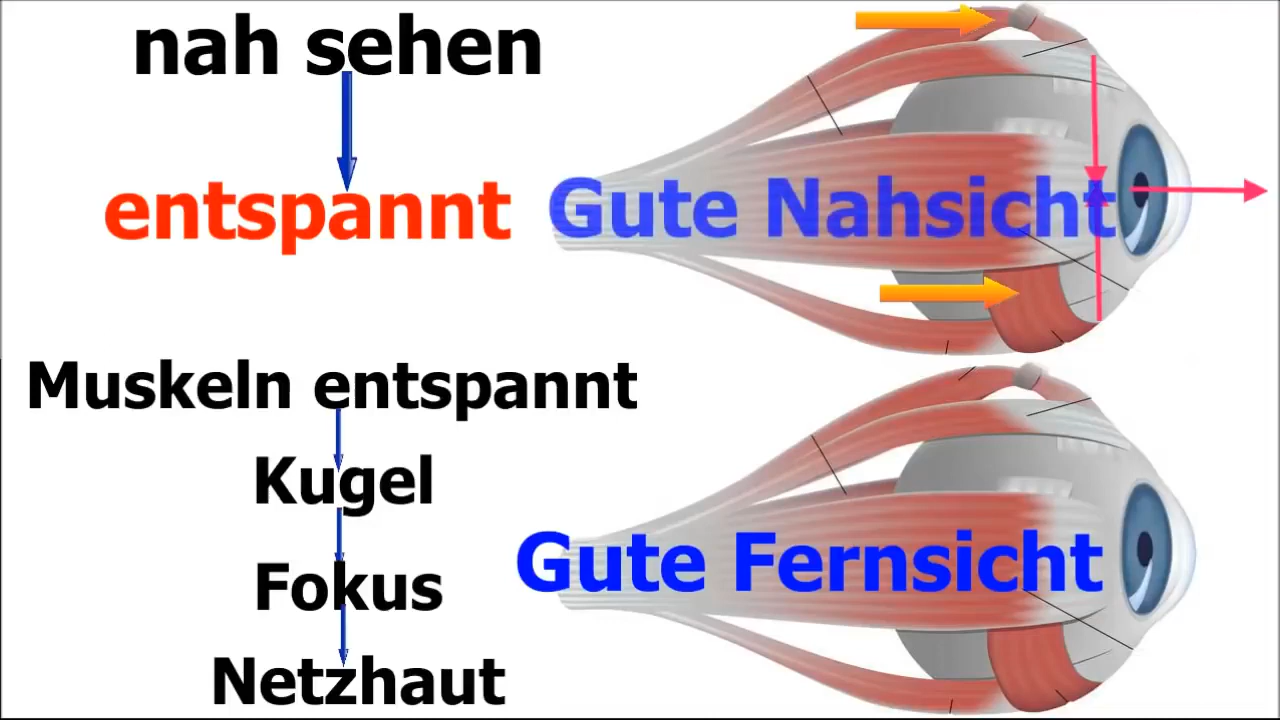 nah sehen
entspannt
Gute Nahsicht
Muskeln entspannt
Kugel
Fokus
Netzhaut
Gute Fernsicht